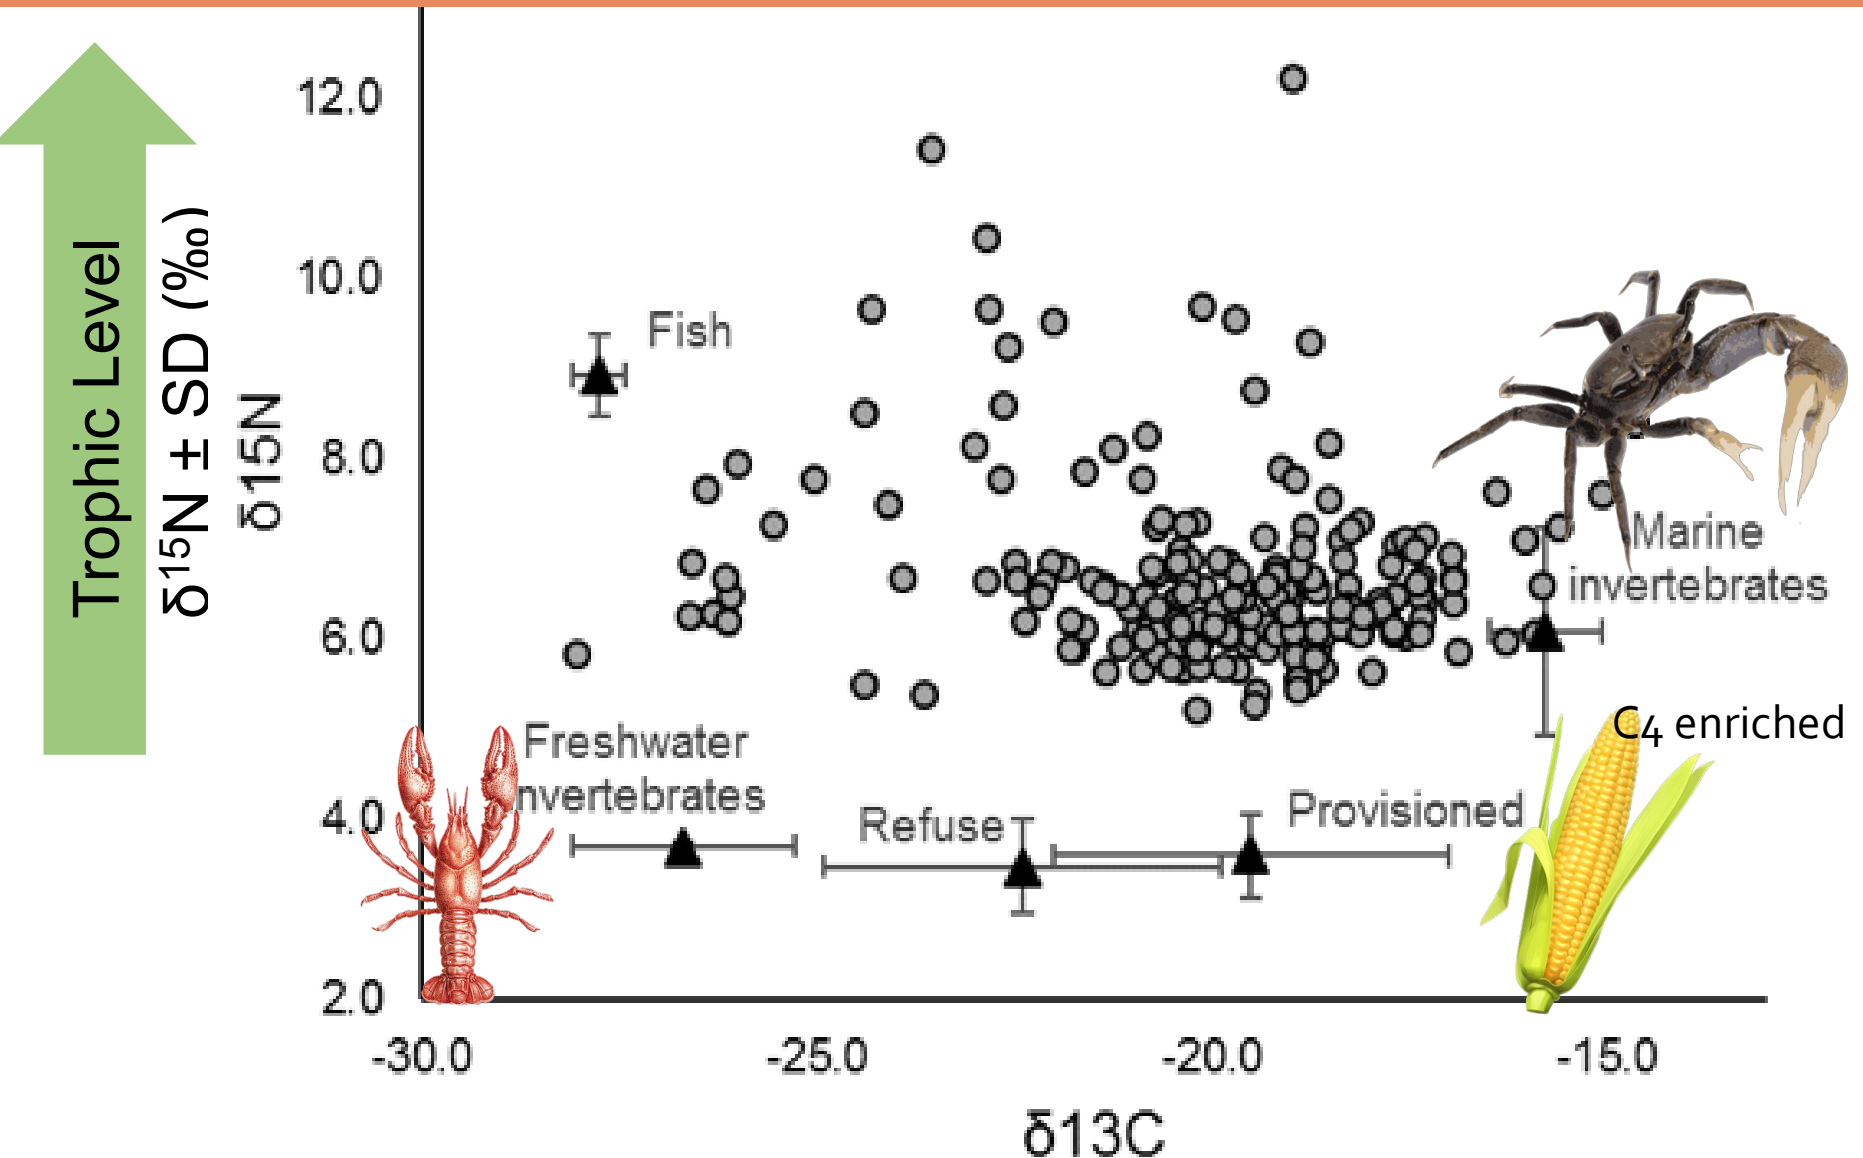 Trophic Level
δ¹⁵N ± SD (‰)
δ15N
12.0
10.0
8.0
6.0
4.0
2.0
-30.0
-25.0
-20.0
-15.0
δ13C
Fish
Marine
invertebrates
C4 enriched
Freshwater
nvertebrates
Refuse
Provisioned